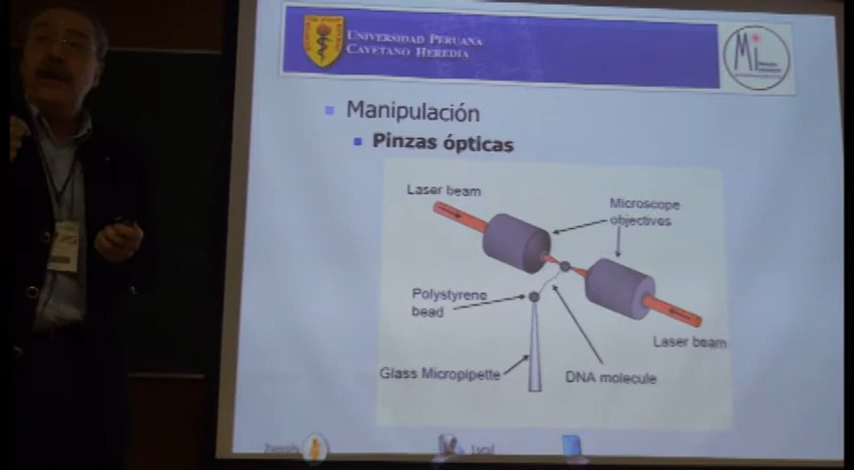 UNIVERSIDAD PERUANA
CAYETANO HEREDIA
Manipulación
Pinzas ópticas
Laser beam
Microscope
objectives
Polystyrene
bead
Laser beam
Glass Micropipette
DNA molecule